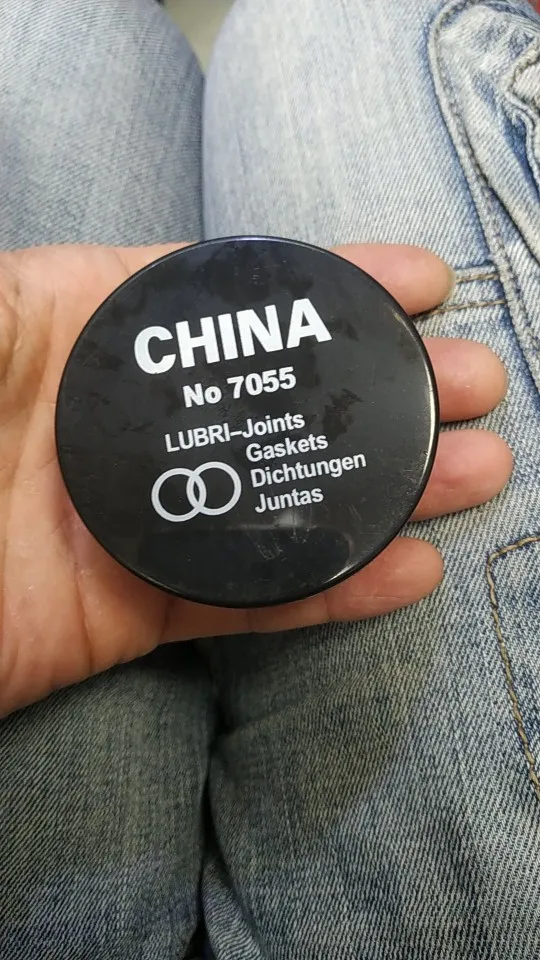 CHINA
No 7055
LUBRI-Joints
Gaskets
Dichtungen
Juntas